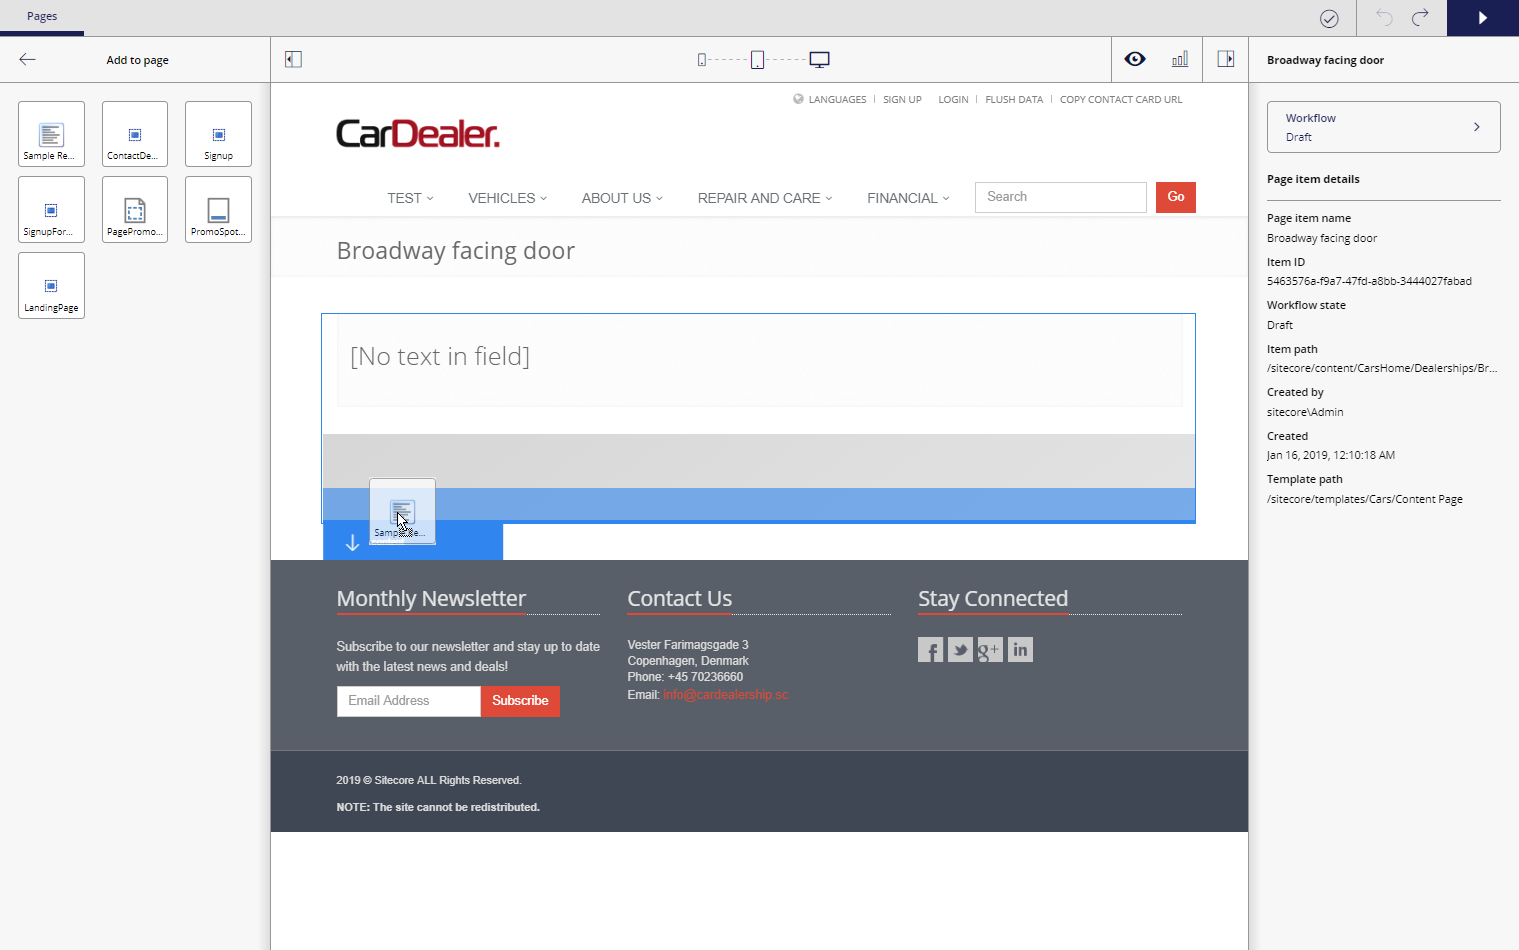 Pages
Add to page
Broadway facing door
Sample Re...
ContactDe...
Signup
SignupFor...
PagePromo...
PromoSpot...
LandingPage
LANGUAGES
SIGN UP
LOGIN
FLUSH DATA
COPY CONTACT CARD URL
CarDealer.
TEST
VEHICLES
ABOUT US
REPAIR AND CARE
FINANCIAL
Search
Go
Broadway facing door
[No text in field]
Monthly Newsletter
Subscribe to our newsletter and stay up to date
with the latest news and deals!
Email Address
Subscribe
Contact Us
Vester Farimagsgade 3
Copenhagen, Denmark
Phone: +45 70236660
Email: info@cardealership.sc
Stay Connected
2019 © Sitecore ALL Rights Reserved.
NOTE: The site cannot be redistributed.
Workflow
Draft
Page item details
Page item name
Broadway facing door
Item ID
5463576a-f9a7-47fd-a8bb-3444027fabad
Workflow state
Draft
Item path
/sitecore/content/CarsHome/Dealerships/Br...
Created by
sitecore\Admin
Created
Jan 16, 2019, 12:10:18 AM
Template path
/sitecore/templates/Cars/Content Page